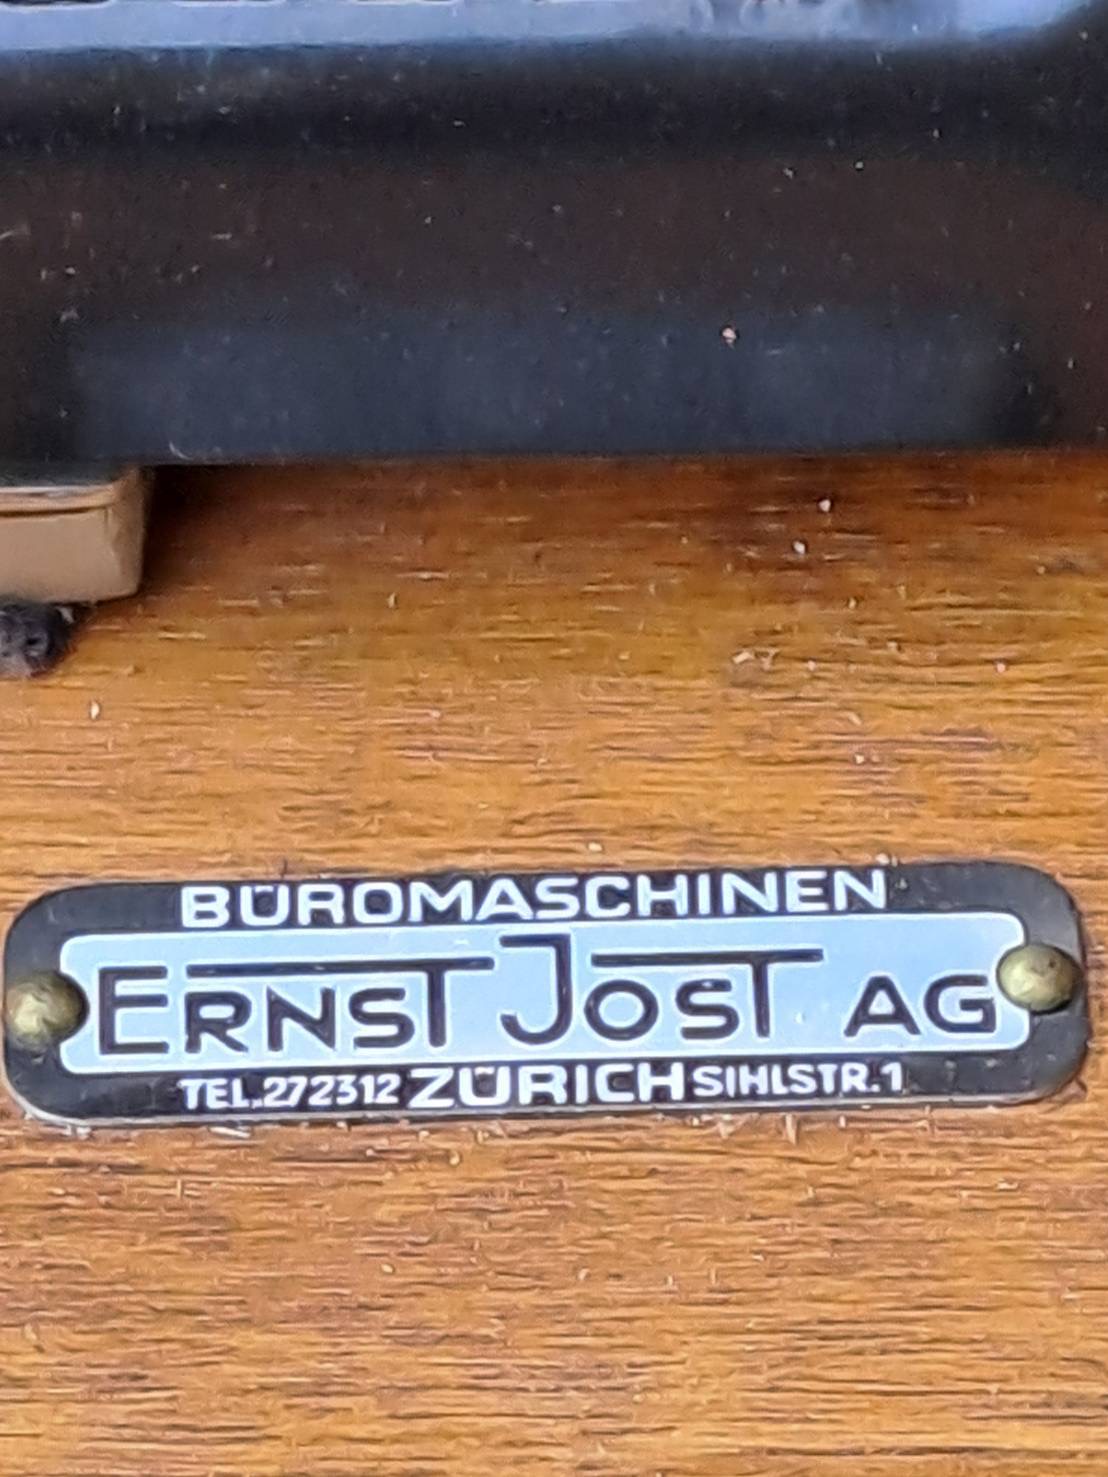 BÜROMASCHINEN
ERNST JOST AG
TEL.272312 ZÜRICH SIHLSTR.1